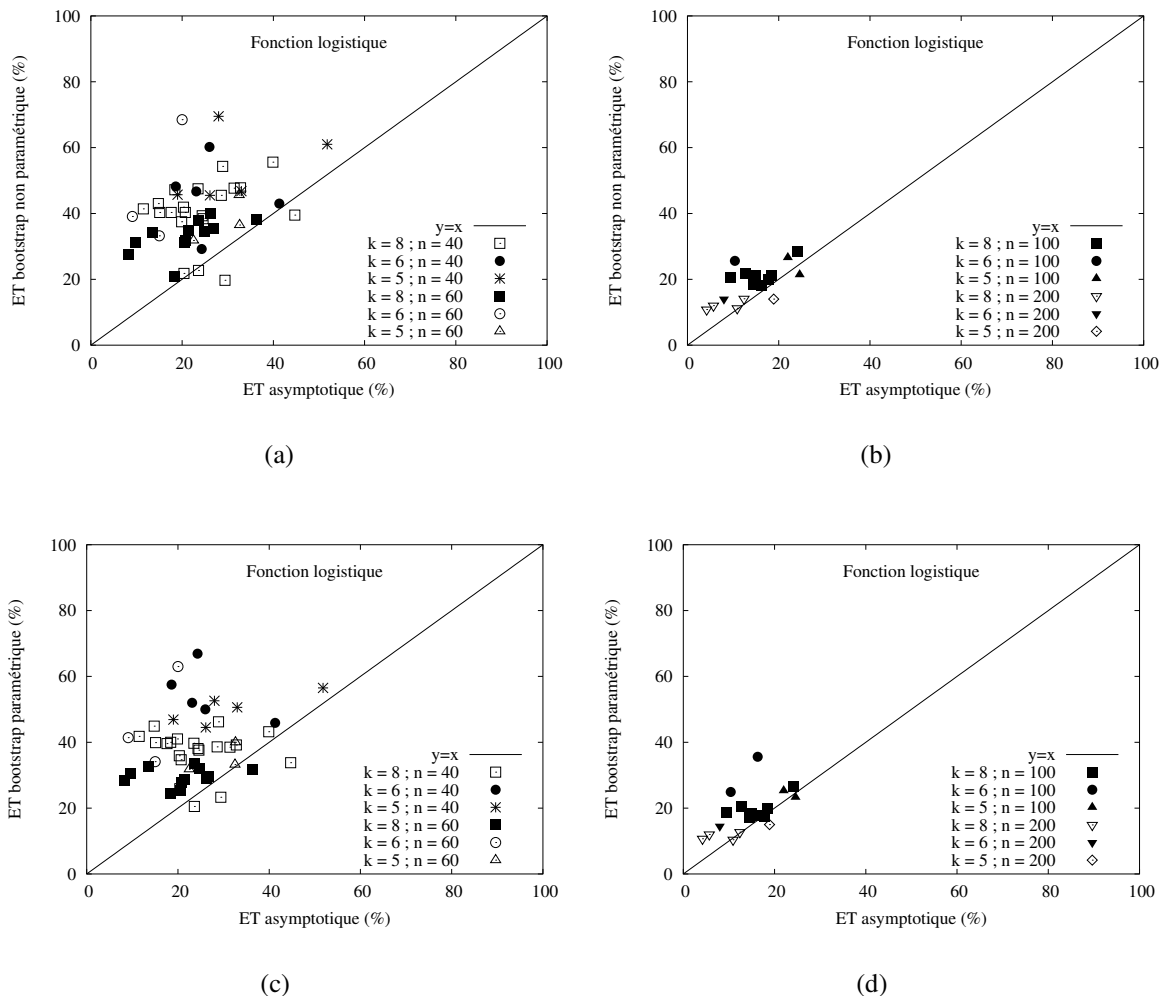 Fonction logistique
ET bootstrap non paramétrique (%)
100
80
60
40
20
0
y=x
k = 8 ; n = 40
k = 6 ; n = 40
k = 5 ; n = 40
k = 8 ; n = 60
k = 6 ; n = 60
k = 5 ; n = 60
0 20 40 60 80 100
ET asymptotique (%)
(a)
Fonction logistique
ET bootstrap non paramétrique (%)
100
80
60
40
20
0
y=x
k = 8 ; n = 100
k = 6 ; n = 100
k = 5 ; n = 100
k = 8 ; n = 200
k = 6 ; n = 200
k = 5 ; n = 200
0 20 40 60 80 100
ET asymptotique (%)
(b)
Fonction logistique
ET bootstrap paramétrique (%)
100
80
60
40
20
0
y=x
k = 8 ; n = 40
k = 6 ; n = 40
k = 5 ; n = 40
k = 8 ; n = 60
k = 6 ; n = 60
k = 5 ; n = 60
0 20 40 60 80 100
ET asymptotique (%)
(c)
Fonction logistique
ET bootstrap paramétrique (%)
100
80
60
40
20
0
y=x
k = 8 ; n = 100
k = 6 ; n = 100
k = 5 ; n = 100
k = 8 ; n = 200
k = 6 ; n = 200
k = 5 ; n = 200
0 20 40 60 80 100
ET asymptotique (%)
(d)